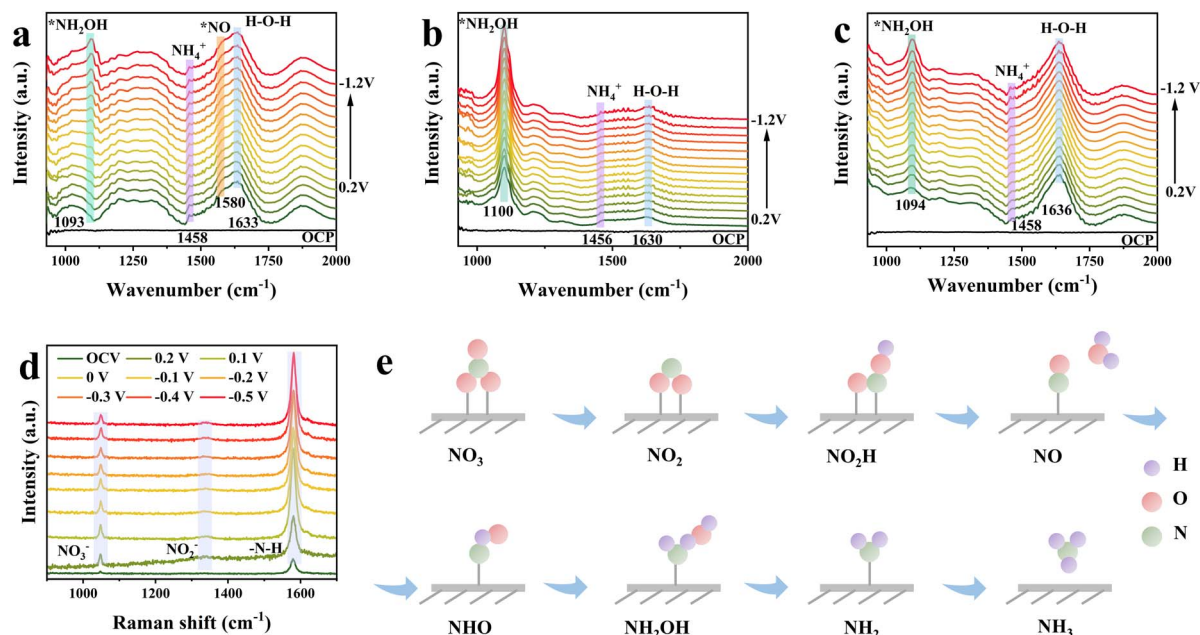 a
*NH2OH
NH4+
*NO
H-O-H
-1.2V
0.2V
1093
1458
1580
1633
OCP
Intensity (a.u.)
1000 1250 1500 1750 2000
Wavenumber (cm-1)
b
*NH2OH
NH4+
H-O-H
-1.2V
0.2V
1100
1456
1630
OCP
Intensity (a.u.)
1000 1250 1500 1750 2000
Wavenumber (cm-1)
c
*NH2OH
NH4+
H-O-H
-1.2V
0.2V
1094
1458
1636
OCP
Intensity (a.u.)
1000 1250 1500 1750 2000
Wavenumber (cm-1)
d
OCV 0.2 V 0.1 V
0 V -0.1 V -0.2 V
-0.3 V -0.4 V -0.5 V
NO3-
NO2-
-N-H
Intensity (a.u.)
1000 1200 1400 1600
Raman shift (cm-1)
e
NO3
NO2
NO2H
NO
H
O
N
NHO
NH2OH
NH2
NH3